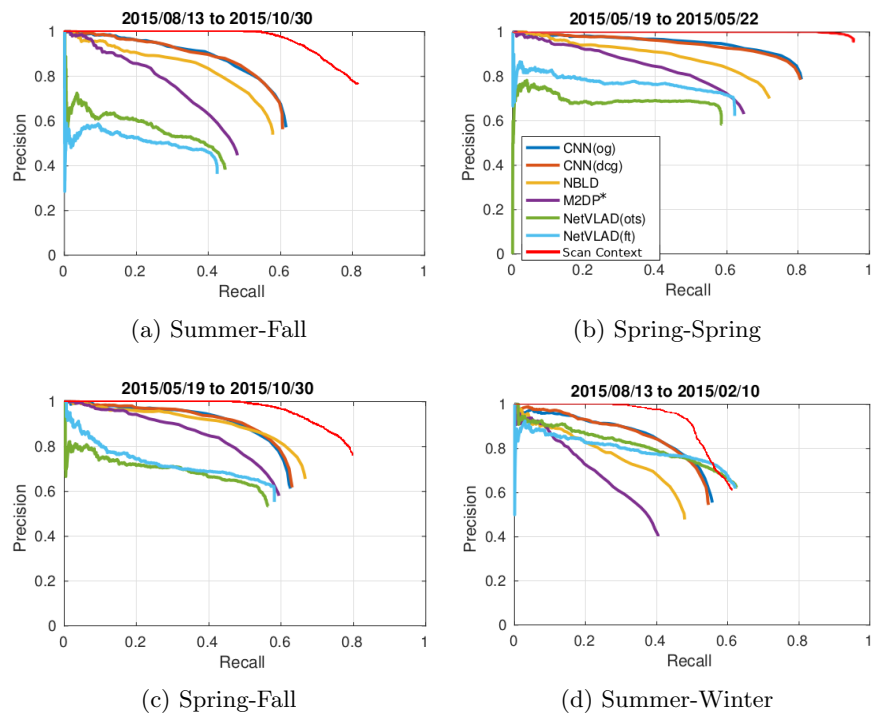 2015/08/13 to 2015/10/30
1
0.8
0.6
0.4
0.2
0
Precision
0 0.2 0.4 0.6 0.8 1
Recall
(a) Summer-Fall
2015/05/19 to 2015/05/22
1
0.8
0.6
0.4
0.2
0
Precision
CNN(og)
CNN(dcg)
NBLD
M2DP*
NetVLAD(ots)
NetVLAD(ft)
Scan Context
0 0.2 0.4 0.6 0.8 1
Recall
(b) Spring-Spring
2015/05/19 to 2015/10/30
1
0.8
0.6
0.4
0.2
0
Precision
0 0.2 0.4 0.6 0.8 1
Recall
(c) Spring-Fall
2015/08/13 to 2015/02/10
1
0.8
0.6
0.4
0.2
0
Precision
0 0.2 0.4 0.6 0.8 1
Recall
(d) Summer-Winter